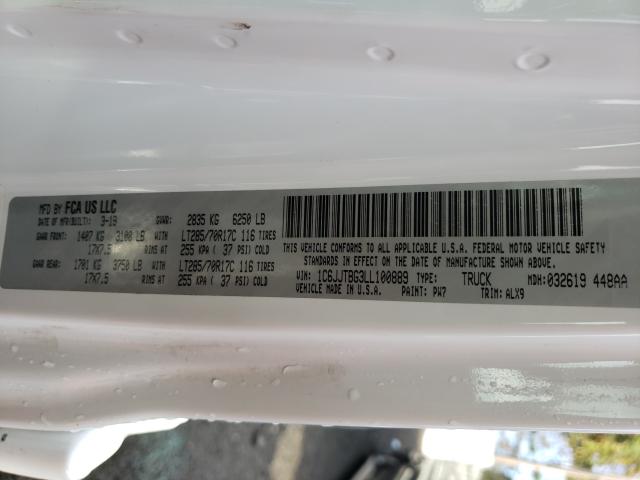 MFD BY FCA US LLC
DATE OF MFR(BUILT): 3-19 GVWR: 2835 KG 6250 LB
GAWR FRONT: 1407 KG 3100 LB WITH LT285/70R17C 116 TIRES
17X7.5 RIMS AT 255 KPA ( 37 PSI) COLD
GAWR REAR: 1701 KG 3750 LB WITH LT285/70R17C 116 TIRES
17X7.5 RIMS AT 255 KPA ( 37 PSI) COLD
THIS VEHICLE CONFORMS TO ALL APPLICABLE U.S.A. FEDERAL MOTOR VEHICLE SAFETY
STANDARDS IN EFFECT ON THE DATE OF MANUFACTURE SHOWN ABOVE.
VIN: 1C6JJTBG3LL100889 TYPE: TRUCK MDH: 032619 448AA
VEHICLE MADE IN U.S.A. PAINT: PW7 TRIM: ALX9